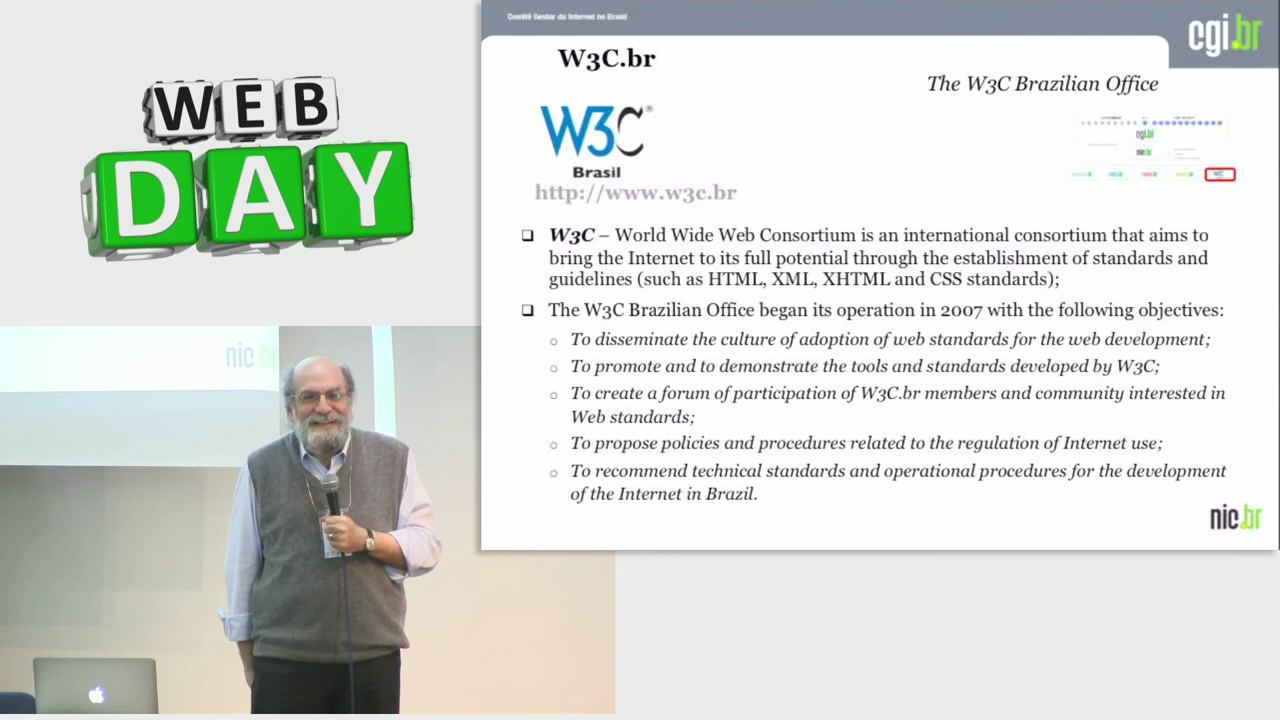 WEB
DAY
nic.br
Comitê Gestor da Internet no Brasil
cgi.br
W3C.br
The W3C Brazilian Office
W3C®
Brasil
http://www.w3c.br
cgi.br
nic.br
❑ W3C – World Wide Web Consortium is an international consortium that aims to
bring the Internet to its full potential through the establishment of standards and
guidelines (such as HTML, XML, XHTML and CSS standards);
❑ The W3C Brazilian Office began its operation in 2007 with the following objectives:
○ To disseminate the culture of adoption of web standards for the web development;
○ To promote and to demonstrate the tools and standards developed by W3C;
○ To create a forum of participation of W3C.br members and community interested in
Web standards;
○ To propose policies and procedures related to the regulation of Internet use;
○ To recommend technical standards and operational procedures for the development
of the Internet in Brazil.
nic.br